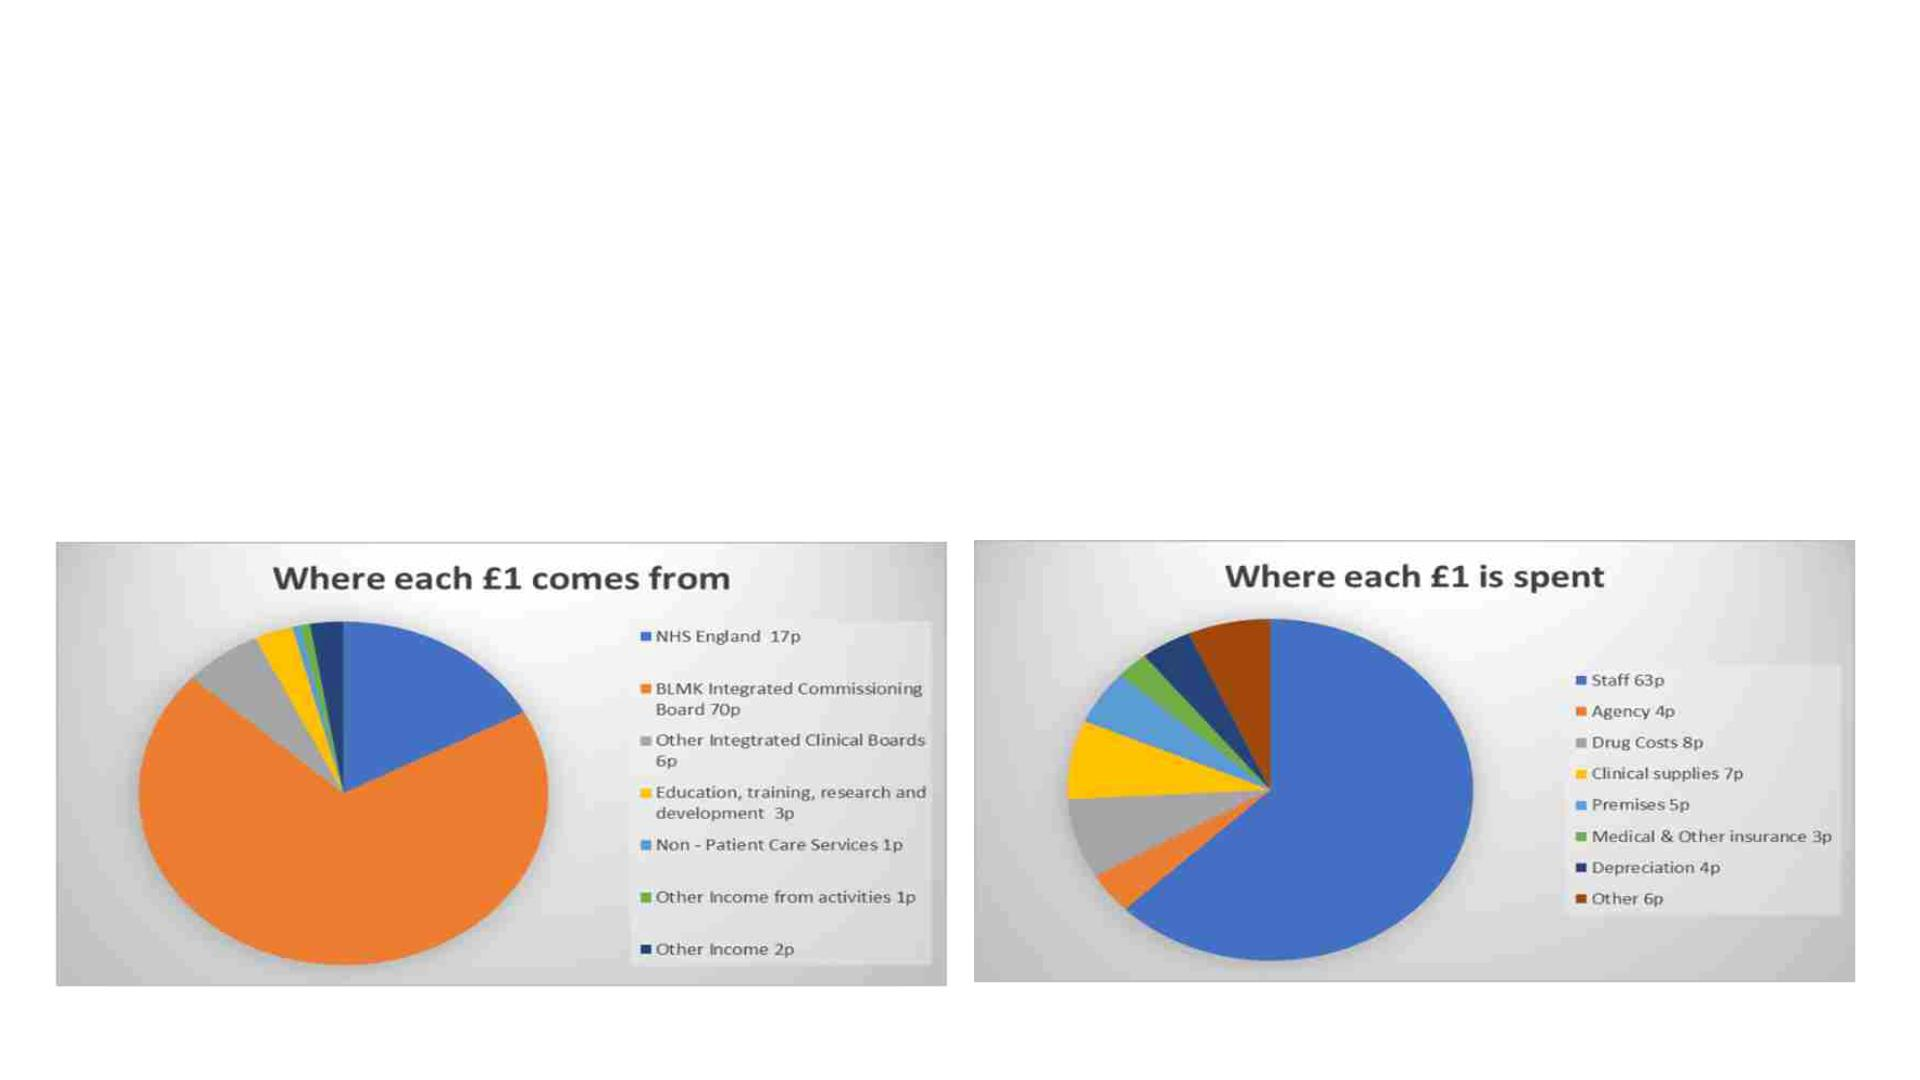 Where each £1 comes from
NHS England 17p
BLMK Integrated Commissioning
Board 70p
Other Integtrated Clinical Boards
6p
Education, training, research and
development 3p
Non - Patient Care Services 1p
Other Income from activities 1p
Other Income 2p
Where each £1 is spent
Staff 63p
Agency 4p
Drug Costs 8p
Clinical supplies 7p
Premises 5p
Medical & Other insurance 3p
Depreciation 4p
Other 6p